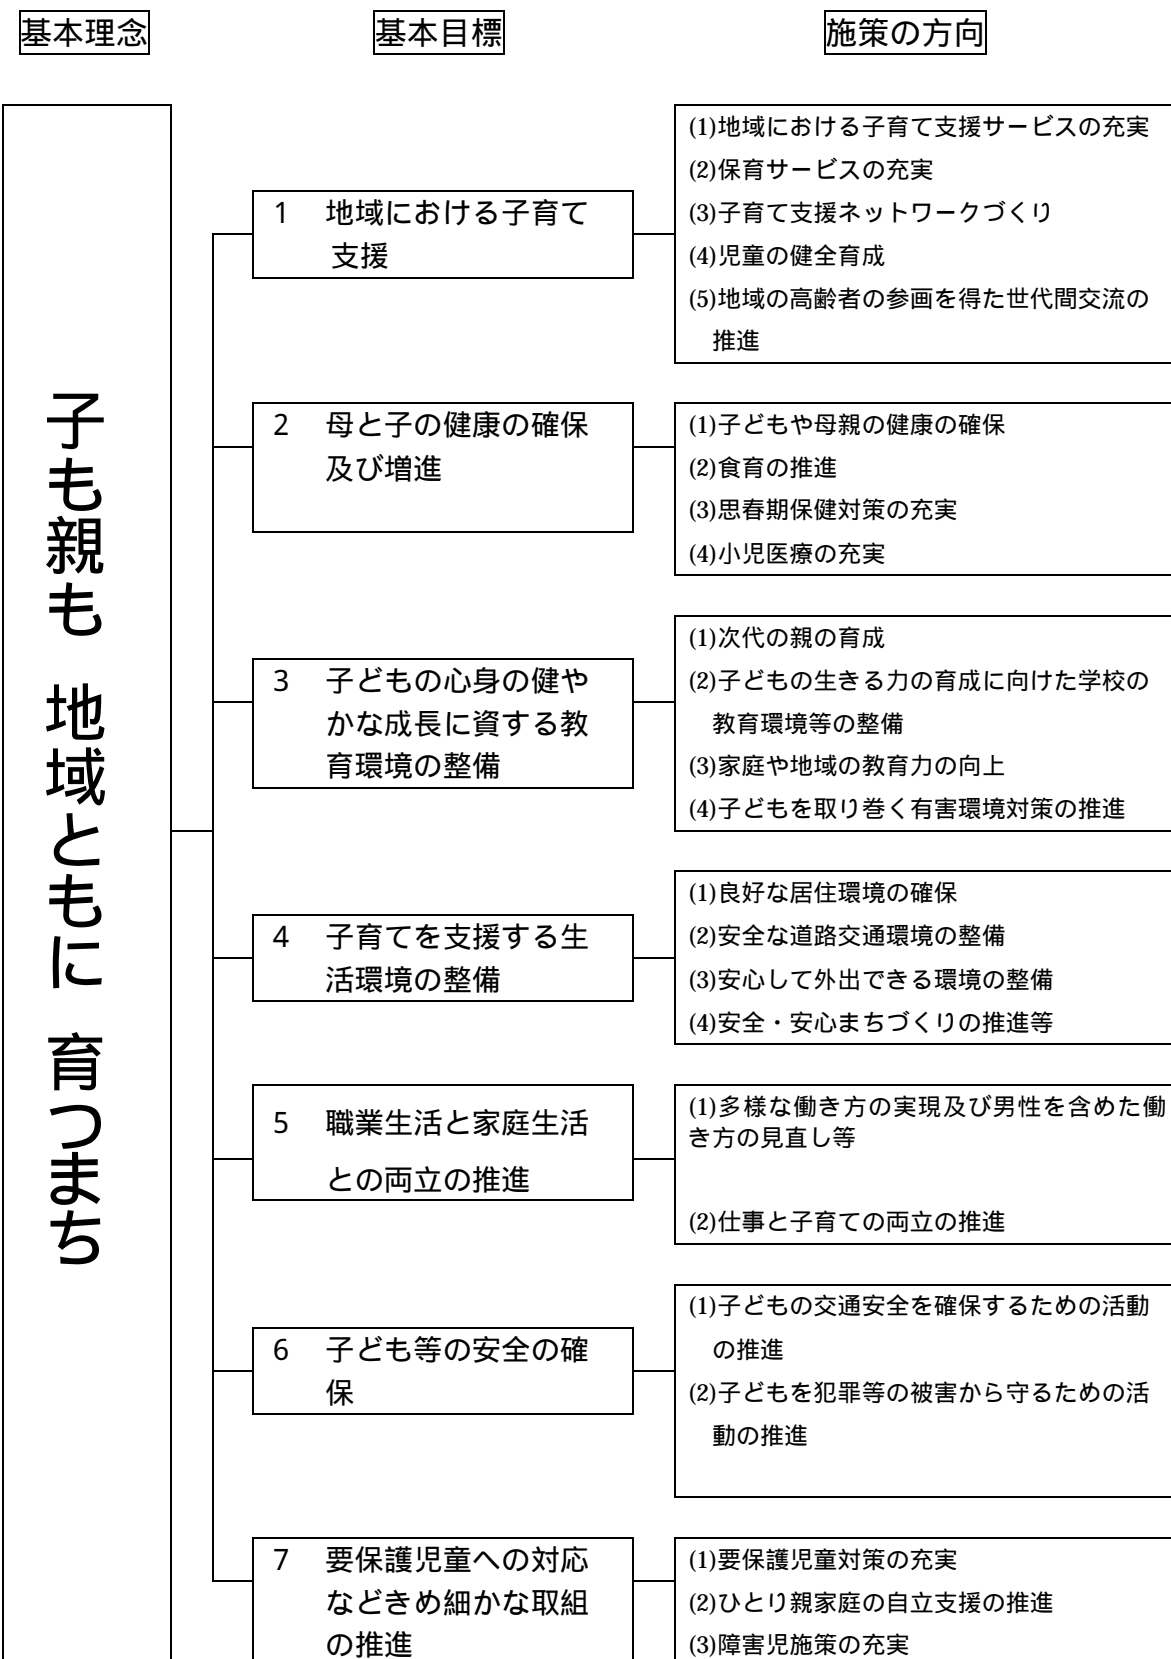 基本理念
基本目標
施策の方向
子も親も 地域とともに 育つまち
1 地域における子育て
支援
(1)地域における子育て支援サービスの充実
(2)保育サービスの充実
(3)子育て支援ネットワークづくり
(4)児童の健全育成
(5)地域の高齢者の参画を得た世代間交流の
推進
2 母と子の健康の確保
及び増進
(1)子どもや母親の健康の確保
(2)食育の推進
(3)思春期保健対策の充実
(4)小児医療の充実
3 子どもの心身の健や
かな成長に資する教
育環境の整備
(1)次代の親の育成
(2)子どもの生きる力の育成に向けた学校の
教育環境等の整備
(3)家庭や地域の教育力の向上
(4)子どもを取り巻く有害環境対策の推進
4 子育てを支援する生
活環境の整備
(1)良好な居住環境の確保
(2)安全な道路交通環境の整備
(3)安心して外出できる環境の整備
(4)安全・安心まちづくりの推進等
5 職業生活と家庭生活
との両立の推進
(1)多様な働き方の実現及び男性を含めた働
き方の見直し等
(2)仕事と子育ての両立の推進
6 子ども等の安全の確
保
(1)子どもの交通安全を確保するための活動
の推進
(2)子どもを犯罪等の被害から守るための活
動の推進
7 要保護児童への対応
などきめ細かな取組
の推進
(1)要保護児童対策の充実
(2)ひとり親家庭の自立支援の推進
(3)障害児施策の充実